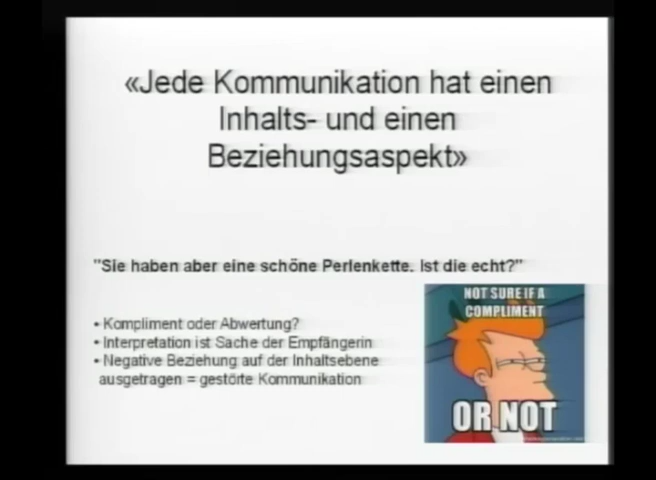 «Jede Kommunikation hat einen
Inhalts- und einen
Beziehungsaspekt»
"Sie haben aber eine schöne Perlenkette. Ist die echt?"
• Kompliment oder Abwertung?
• Interpretation ist Sache der Empfängerin
• Negative Beziehung auf der Inhaltsebene
ausgetragen = gestörte Kommunikation
NOT SURE IF A
COMPLIMENT
OR NOT